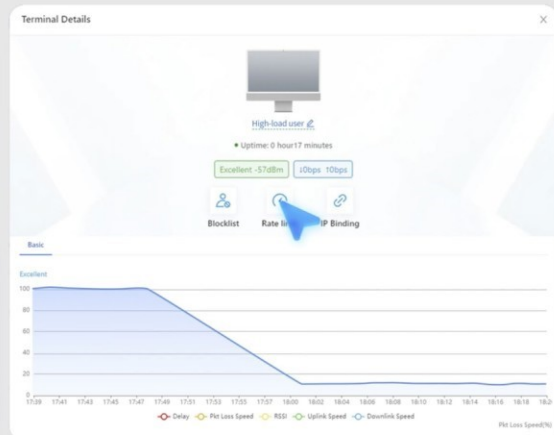 Terminal Details
High-load user
Uptime: 0 hour17 minutes
Excellent -57dBm ↕0bps 10bps
Blocklist Rate li IP Binding
Basic
Excellent
100
80
60
40
20
0
17:39 17:41 17:43 17:45 17:47 17:49 17:51 17:53 17:55 17:57 18:00 18:02 18:04 18:06 18:08 18:10 18:12 18:14 18:16 18:18
Delay Pkt Loss Speed RSSI Uplink Speed Downlink Speed
Pkt Loss Speed(%)